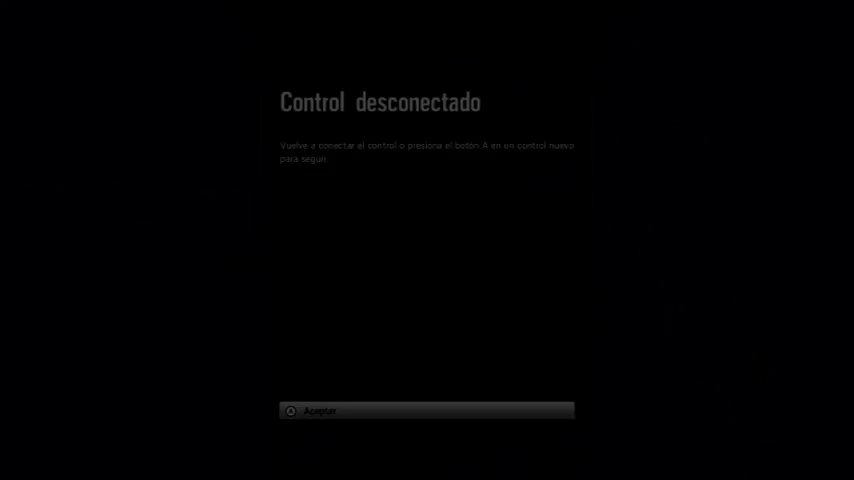 Control desconectado
Vuelve a conectar el control o presiona el botón A en un control nuevo
para seguir.
A Aceptar